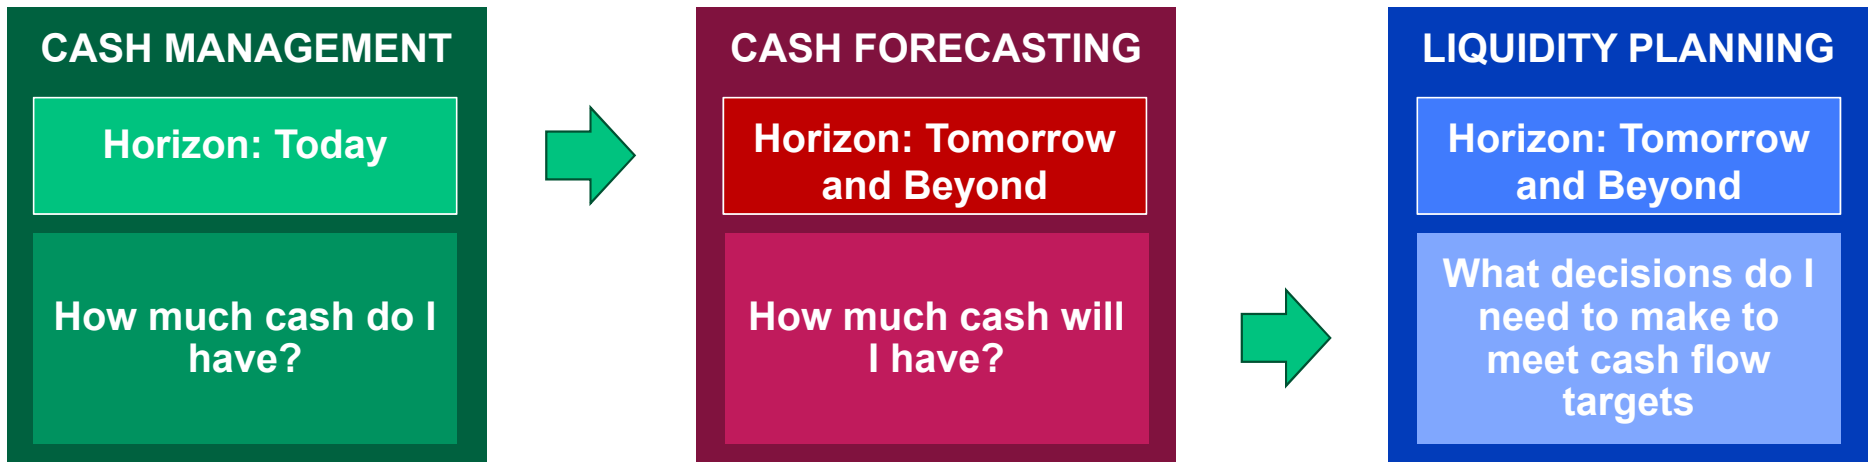 CASH MANAGEMENT
Horizon: Today
How much cash do I
have?
CASH FORECASTING
Horizon: Tomorrow
and Beyond
How much cash will
I have?
LIQUIDITY PLANNING
Horizon: Tomorrow
and Beyond
What decisions do I
need to make to
meet cash flow
targets